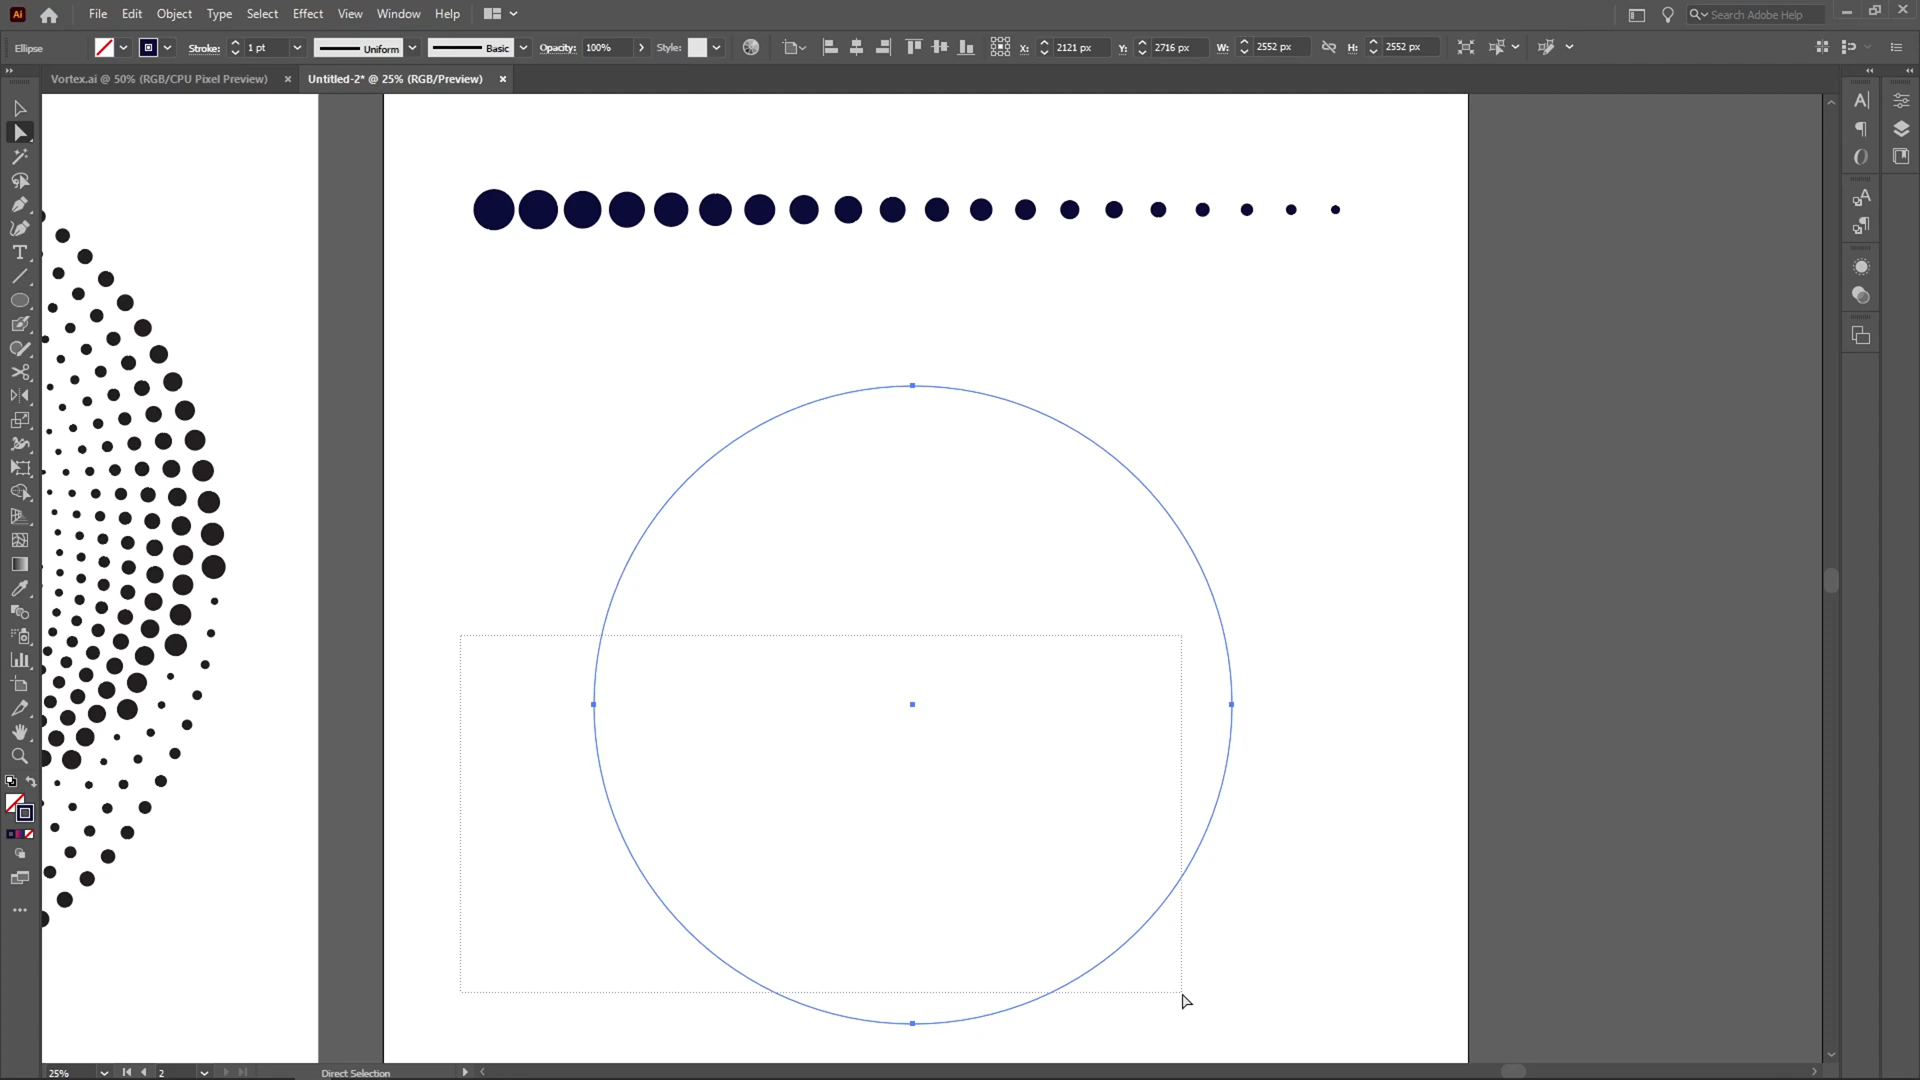 Ai File Edit Object Type Select Effect View Window Help Search Adobe Help
Ellipse Stroke: 1 pt Uniform Basic Opacity: 100% Style: X: 2121 px Y: 2716 px W: 2552 px H: 2552 px
Vortex.ai @ 50% (RGB/CPU Pixel Preview) × Untitled-2* @ 25% (RGB/Preview) ×
25% 2 Direct Selection